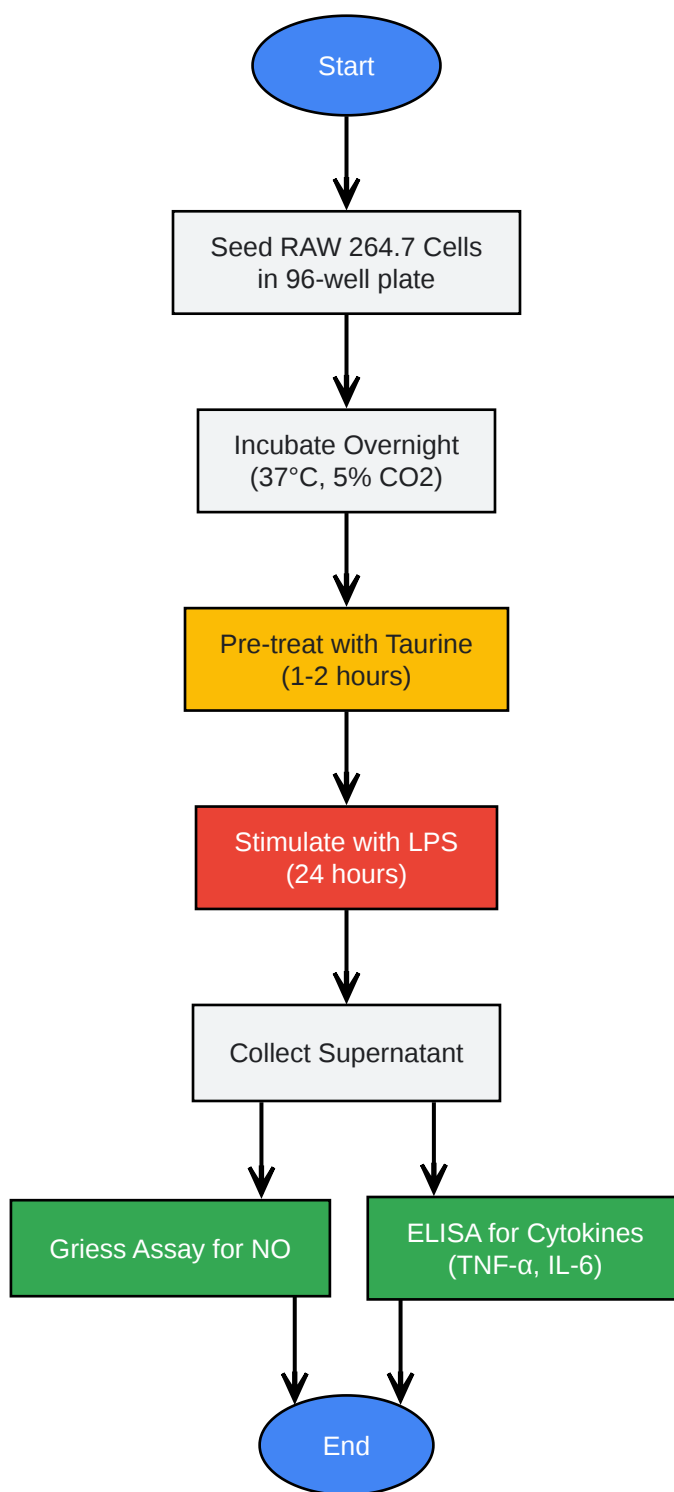 Start
Seed RAW 264.7 Cells
in 96-well plate
Incubate Overnight
(37°C, 5% CO2)
Pre-treat with Taurine
(1-2 hours)
Stimulate with LPS
(24 hours)
Collect Supernatant
Griess Assay for NO
ELISA for Cytokines
(TNF-α, IL-6)
End